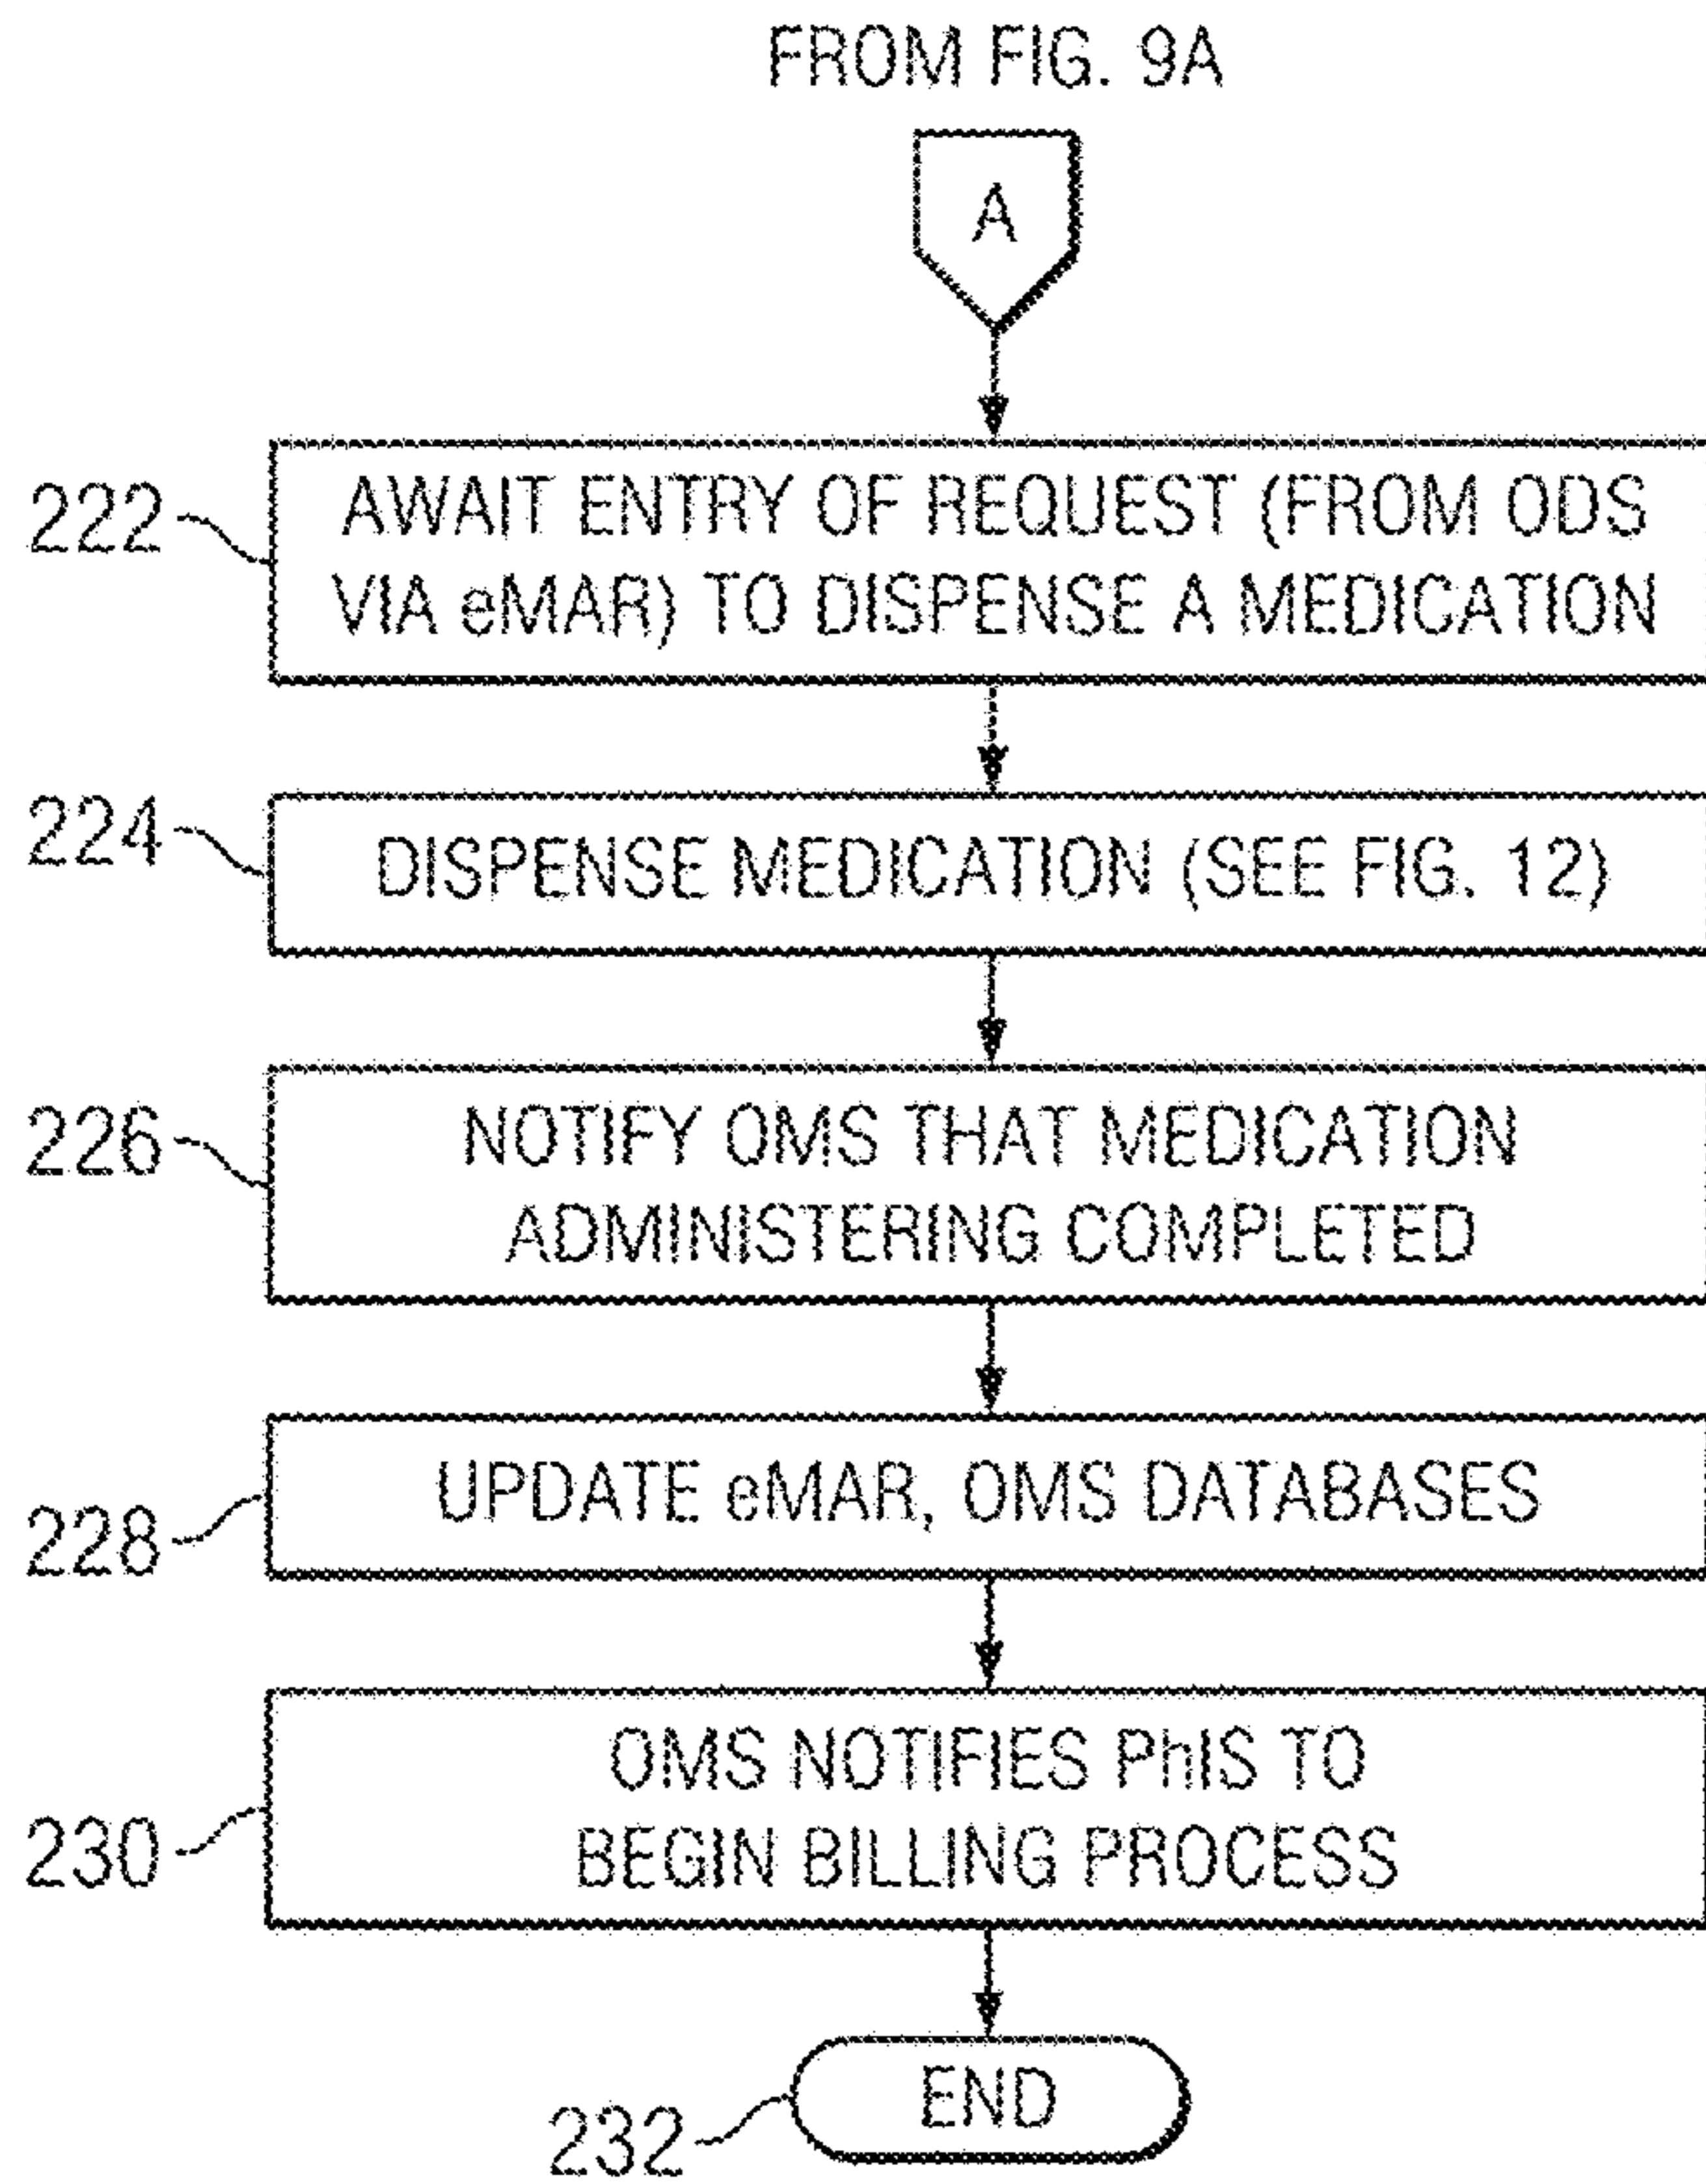 FROM FIG. 9A
A
222
AWAIT ENTRY OF REQUEST (FROM ODS
VIA eMAR) TO DISPENSE A MEDICATION
224
DISPENSE MEDICATION (SEE FIG. 12)
226
NOTIFY OMS THAT MEDICATION
ADMINISTERING COMPLETED
228
UPDATE eMAR, OMS DATABASES
230
OMS NOTIFIES PhIS TO
BEGIN BILLING PROCESS
232
END